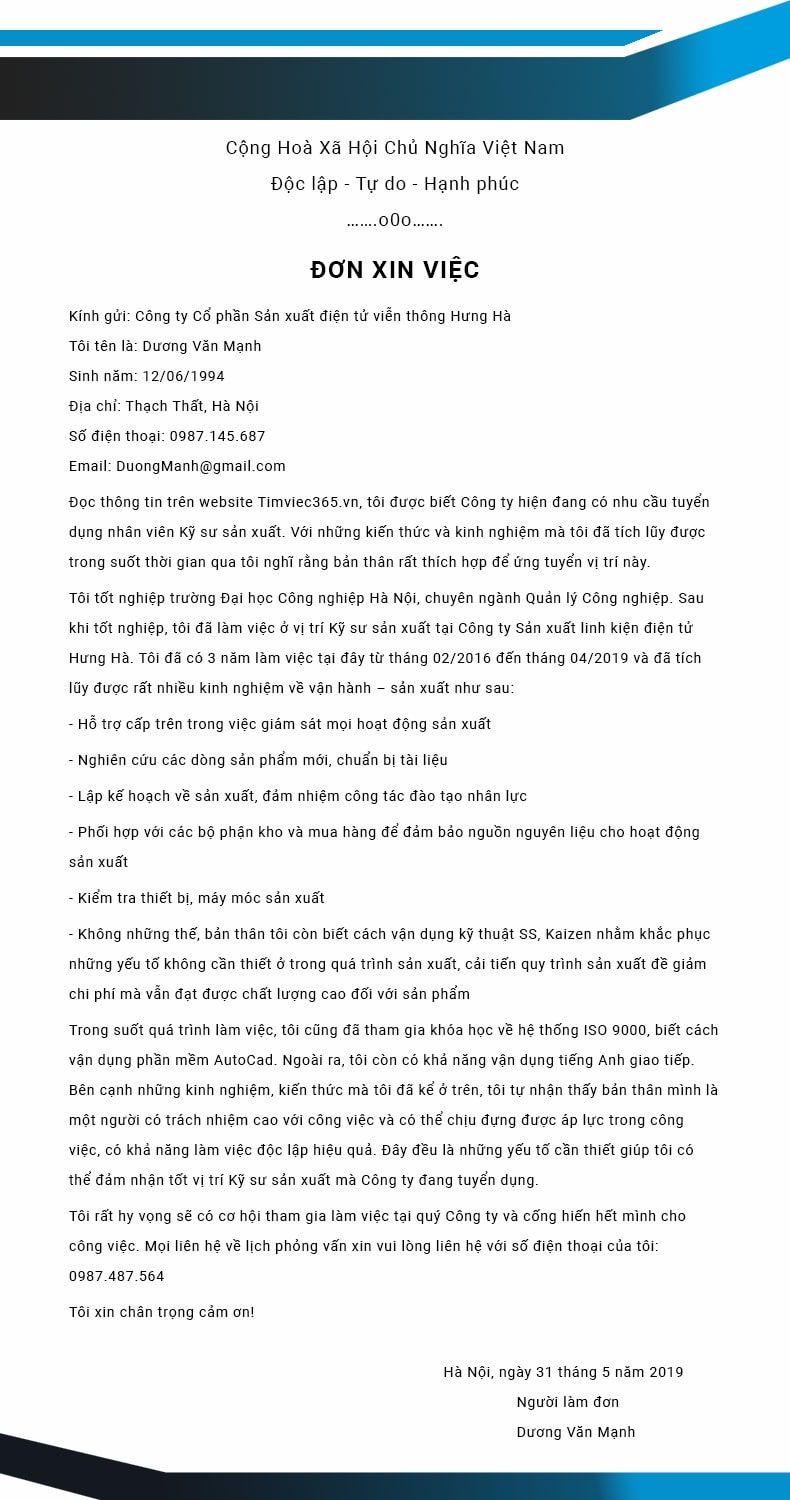 Cộng Hoà Xã Hội Chủ Nghĩa Việt Nam
Độc lập - Tự do - Hạnh phúc
.......o0o.......
ĐƠN XIN VIỆC
Kính gửi: Công ty Cổ phần Sản xuất điện tử viễn thông Hưng Hà
Tôi tên là: Dương Văn Mạnh
Sinh năm: 12/06/1994
Địa chỉ: Thạch Thất, Hà Nội
Số điện thoại: 0987.145.687
Email: DuongManh@gmail.com
Đọc thông tin trên website Timviec365.vn, tôi được biết Công ty hiện đang có nhu cầu tuyển
dụng nhân viên Kỹ sư sản xuất. Với những kiến thức và kinh nghiệm mà tôi đã tích lũy được
trong suốt thời gian qua tôi nghĩ rằng bản thân rất thích hợp để ứng tuyển vị trí này.
Tôi tốt nghiệp trường Đại học Công nghiệp Hà Nội, chuyên ngành Quản lý Công nghiệp. Sau
khi tốt nghiệp, tôi đã làm việc ở vị trí Kỹ sư sản xuất tại Công ty Sản xuất linh kiện điện tử
Hưng Hà. Tôi đã có 3 năm làm việc tại đây từ tháng 02/2016 đến tháng 04/2019 và đã tích
lũy được rất nhiều kinh nghiệm về vận hành – sản xuất như sau:
- Hỗ trợ cấp trên trong việc giám sát mọi hoạt động sản xuất
- Nghiên cứu các dòng sản phẩm mới, chuẩn bị tài liệu
- Lập kế hoạch về sản xuất, đảm nhiệm công tác đào tạo nhân lực
- Phối hợp với các bộ phận kho và mua hàng để đảm bảo nguồn nguyên liệu cho hoạt động
sản xuất
- Kiểm tra thiết bị, máy móc sản xuất
- Không những thế, bản thân tôi còn biết cách vận dụng kỹ thuật SS, Kaizen nhằm khắc phục
những yếu tố không cần thiết ở trong quá trình sản xuất, cải tiến quy trình sản xuất đề giảm
chi phí mà vẫn đạt được chất lượng cao đối với sản phẩm
Trong suốt quá trình làm việc, tôi cũng đã tham gia khóa học về hệ thống ISO 9000, biết cách
vận dụng phần mềm AutoCad. Ngoài ra, tôi còn có khả năng vận dụng tiếng Anh giao tiếp.
Bên cạnh những kinh nghiệm, kiến thức mà tôi đã kể ở trên, tôi tự nhận thấy bản thân mình là
một người có trách nhiệm cao với công việc và có thể chịu đựng được áp lực trong công
việc, có khả năng làm việc độc lập hiệu quả. Đây đều là những yếu tố cần thiết giúp tôi có
thể đảm nhận tốt vị trí Kỹ sư sản xuất mà Công ty đang tuyển dụng.
Tôi rất hy vọng sẽ có cơ hội tham gia làm việc tại quý Công ty và cống hiến hết mình cho
công việc. Mọi liên hệ về lịch phỏng vấn xin vui lòng liên hệ với số điện thoại của tôi:
0987.487.564
Tôi xin chân trọng cảm ơn!
Hà Nội, ngày 31 tháng 5 năm 2019
Người làm đơn
Dương Văn Mạnh